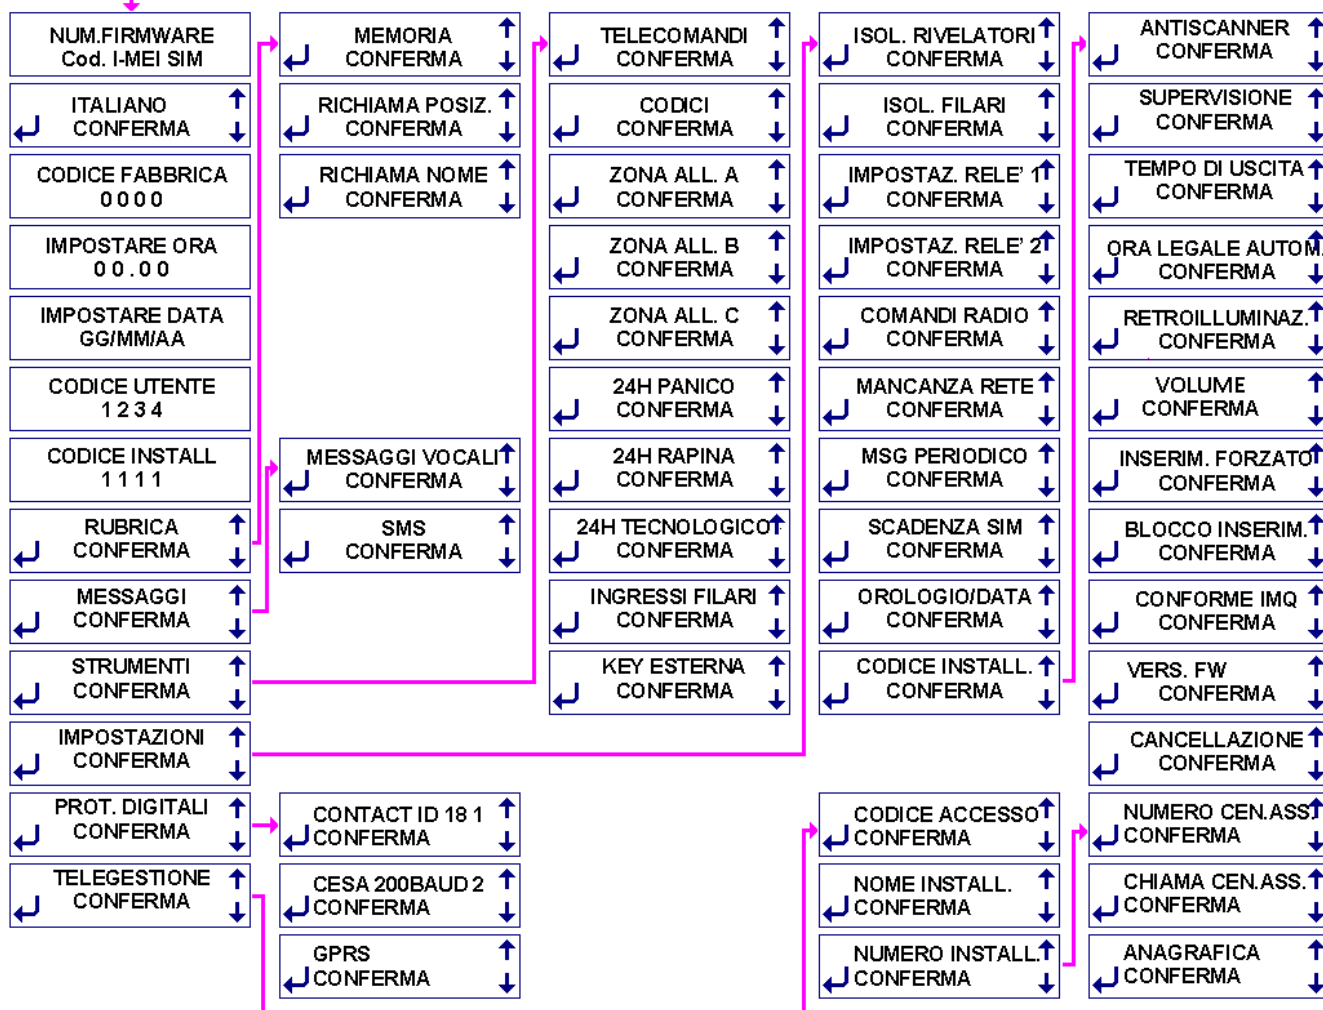 NUM.FIRMWARE
Cod. I-MEI SIM
ITALIANO
CONFERMA
CODICE FABBRICA
0000
IMPOSTARE ORA
00.00
IMPOSTARE DATA
GG/MM/AA
CODICE UTENTE
1234
CODICE INSTALL
1111
RUBRICA
CONFERMA
MESSAGGI
CONFERMA
STRUMENTI
CONFERMA
IMPOSTAZIONI
CONFERMA
PROT. DIGITALI
CONFERMA
TELEGESTIONE
CONFERMA
MEMORIA
CONFERMA
RICHIAMA POSIZ.
CONFERMA
RICHIAMA NOME
CONFERMA
MESSAGGI VOCALI
CONFERMA
SMS
CONFERMA
CONTACT ID 18 1
CONFERMA
CESA 200BAUD 2
CONFERMA
GPRS
CONFERMA
TELECOMANDI
CONFERMA
CODICI
CONFERMA
ZONA ALL. A
CONFERMA
ZONA ALL. B
CONFERMA
ZONA ALL. C
CONFERMA
24H PANICO
CONFERMA
24H RAPINA
CONFERMA
24H TECNOLOGICO
CONFERMA
INGRESSI FILARI
CONFERMA
KEY ESTERNA
CONFERMA
ISOL. RIVELATORI
CONFERMA
ISOL. FILARI
CONFERMA
IMPOSTAZ. RELE' 1
CONFERMA
IMPOSTAZ. RELE' 2
CONFERMA
COMANDI RADIO
CONFERMA
MANCANZA RETE
CONFERMA
MSG PERIODICO
CONFERMA
SCADENZA SIM
CONFERMA
OROLOGIO/DATA
CONFERMA
CODICE INSTALL.
CONFERMA
CODICE ACCESSO
CONFERMA
NOME INSTALL.
CONFERMA
NUMERO INSTALL.
CONFERMA
ANTISCANNER
CONFERMA
SUPERVISIONE
CONFERMA
TEMPO DI USCITA
CONFERMA
ORA LEGALE AUTOM.
CONFERMA
RETROILLUMINAZ.
CONFERMA
VOLUME
CONFERMA
INSERIM. FORZATO
CONFERMA
BLOCCO INSERIM.
CONFERMA
CONFORME IMQ
CONFERMA
VERS. FW
CONFERMA
CANCELLAZIONE
CONFERMA
NUMERO CEN.ASS.
CONFERMA
CHIAMA CEN.ASS.
CONFERMA
ANAGRAFICA
CONFERMA